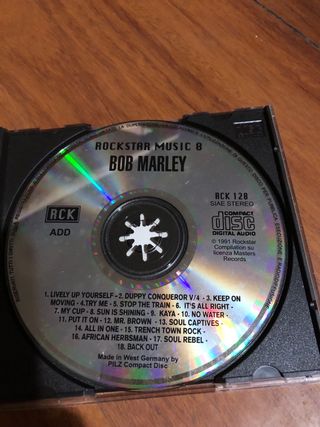 ROCKSTAR MUSIC 8
BOB MARLEY
RCK
ADD
RCK 128
SIAE STEREO
COMPACT
disc
DIGITAL AUDIO
© 1991 Rockstar
Compilation su
licenza Masters
Records
1. LIVELY UP YOURSELF - 2. DUPPY CONQUEROR V/4 - 3. KEEP ON
MOVING - 4.TRY ME - 5. STOP THE TRAIN - 6. IT'S ALL RIGHT
7. MY CUP - 8. SUN IS SHINING - 9. KAYA - 10. NO WATER -
11. PUT IT ON - 12. MR. BROWN - 13. SOUL CAPTIVES -
14. ALL IN ONE - 15. TRENCH TOWN ROCK -
16. AFRICAN HERBSMAN - 17. SOUL REBEL -
18. BACK OUT
Made in West Germany by
PILZ Compact Disc